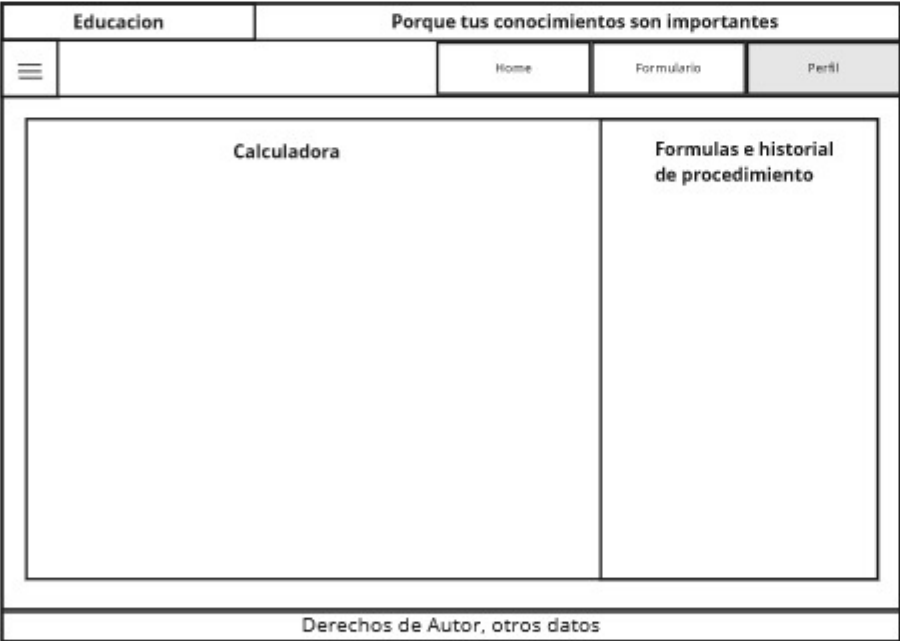 Educacion
Porque tus conocimientos son importantes
Home
Formulario
Perfil
Calculadora
Formulas e historial
de procedimiento
Derechos de Autor, otros datos